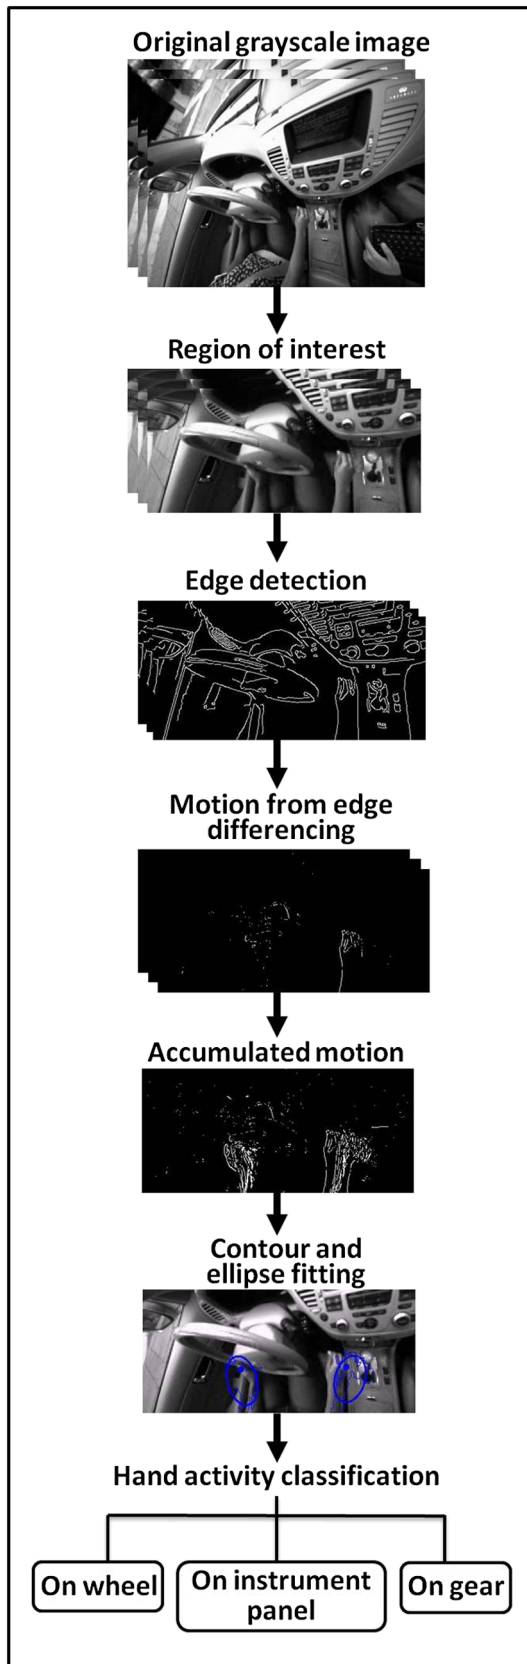 Original grayscale image
Region of interest
Edge detection
Motion from edge
differencing
Accumulated motion
Contour and
ellipse fitting
Hand activity classification
On wheel
On instrument
panel
On gear